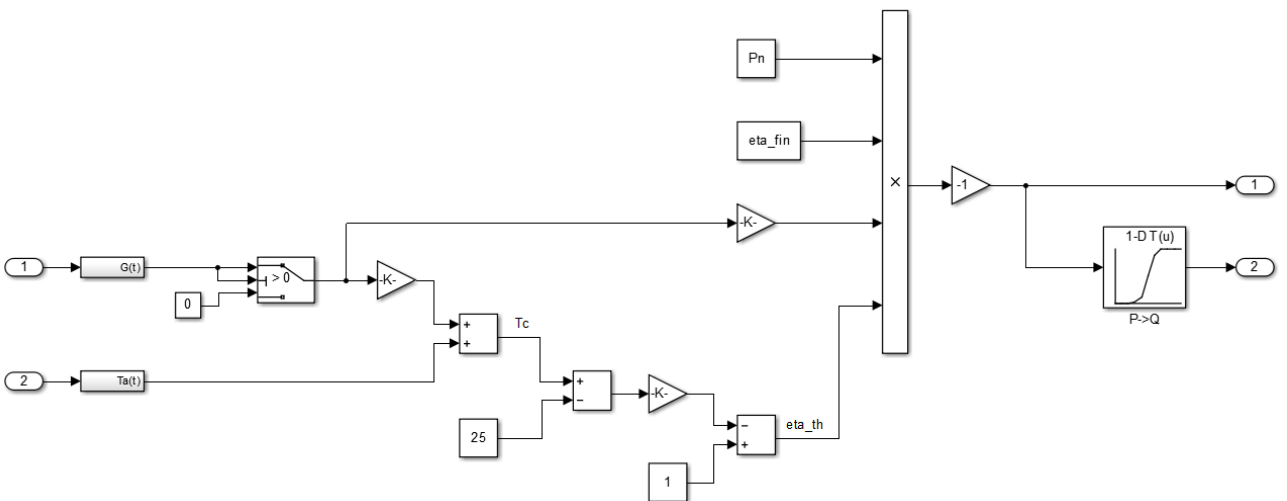 Pn
eta_fin
×
-1
1
-K-
1-D T(u)
1
G(t)
> 0
-K-
2
0
P->Q
+
+
Tc
2
Ta(t)
+
−
-K-
25
−
+
eta_th
1